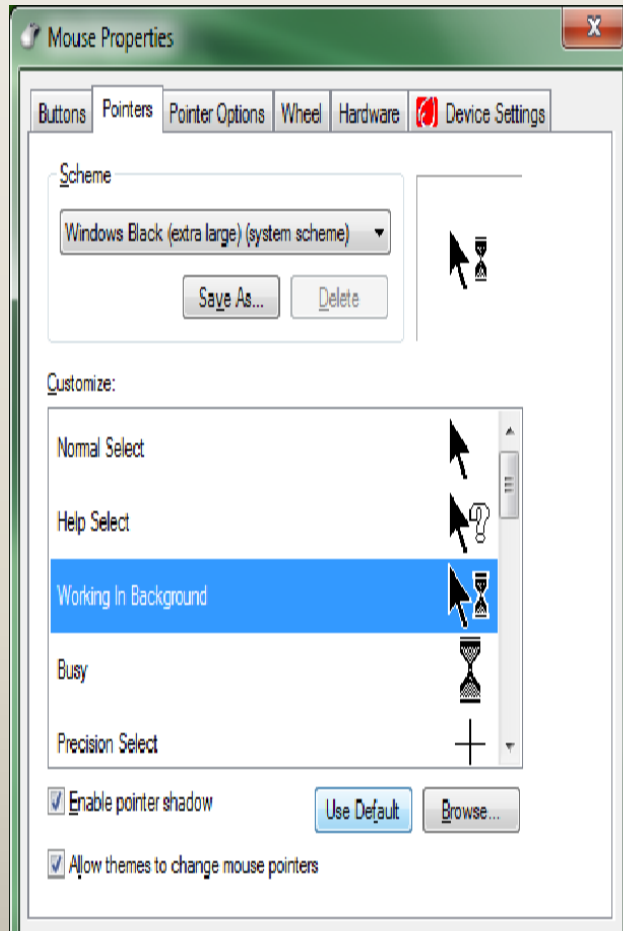 Mouse Properties
Buttons Pointers Pointer Options Wheel Hardware Device Settings
Scheme
Windows Black (extra large) (system scheme)
Save As... Delete
Customize:
Normal Select
Help Select
Working In Background
Busy
Precision Select
Enable pointer shadow
Use Default Browse...
Allow themes to change mouse pointers